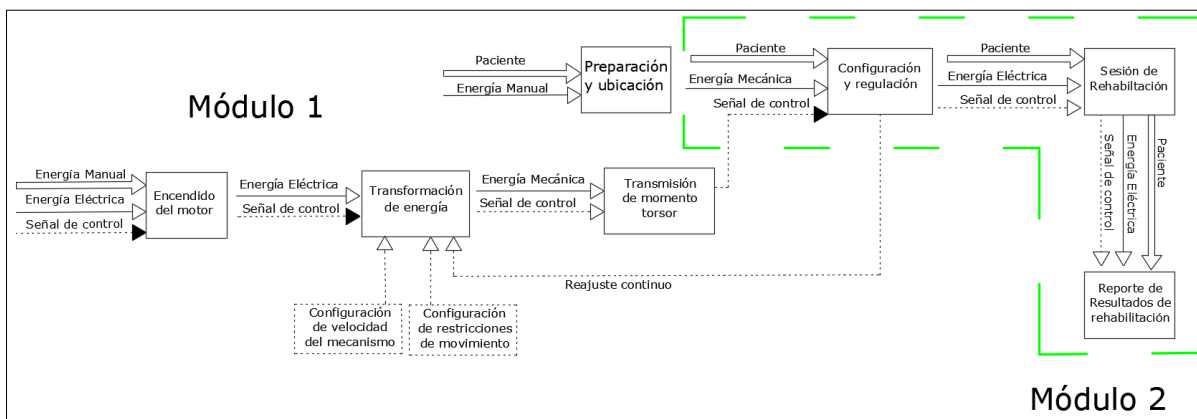 Módulo 1
Paciente
Energía Manual
Preparación
y ubicación
Paciente
Energía Mecánica
Señal de control
Configuración
y regulación
Paciente
Energía Eléctrica
Señal de control
Sesión de
Rehabiltación
Energía Manual
Energia Eléctrica
Señal de control
Encendido
del motor
Energía Eléctrica
Señal de control
Transformación
de energía
Energía Mecánica
Señal de control
Transmisión
de momento
torsor
Señal de control
Energía Eléctrica
Paciente
Reajuste continuo
Configuración
de velocidad
del mecanismo
Configuración
de restricciones
de movimiento
Reporte de
Resultados de
rehabilitación
Módulo 2